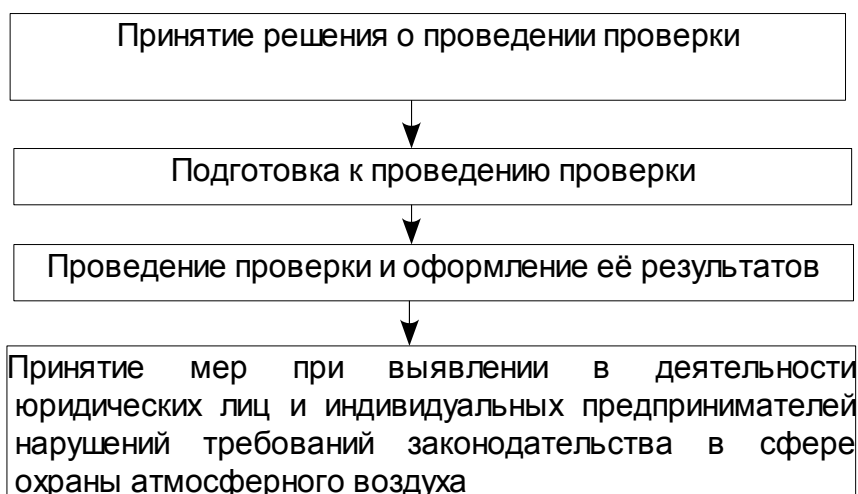 Принятие решения о проведении проверки
Подготовка к проведению проверки
Проведение проверки и оформление её результатов
Принятие мер при выявлении в деятельности
юридических лиц и индивидуальных предпринимателей
нарушений требований законодательства в сфере
охраны атмосферного воздуха